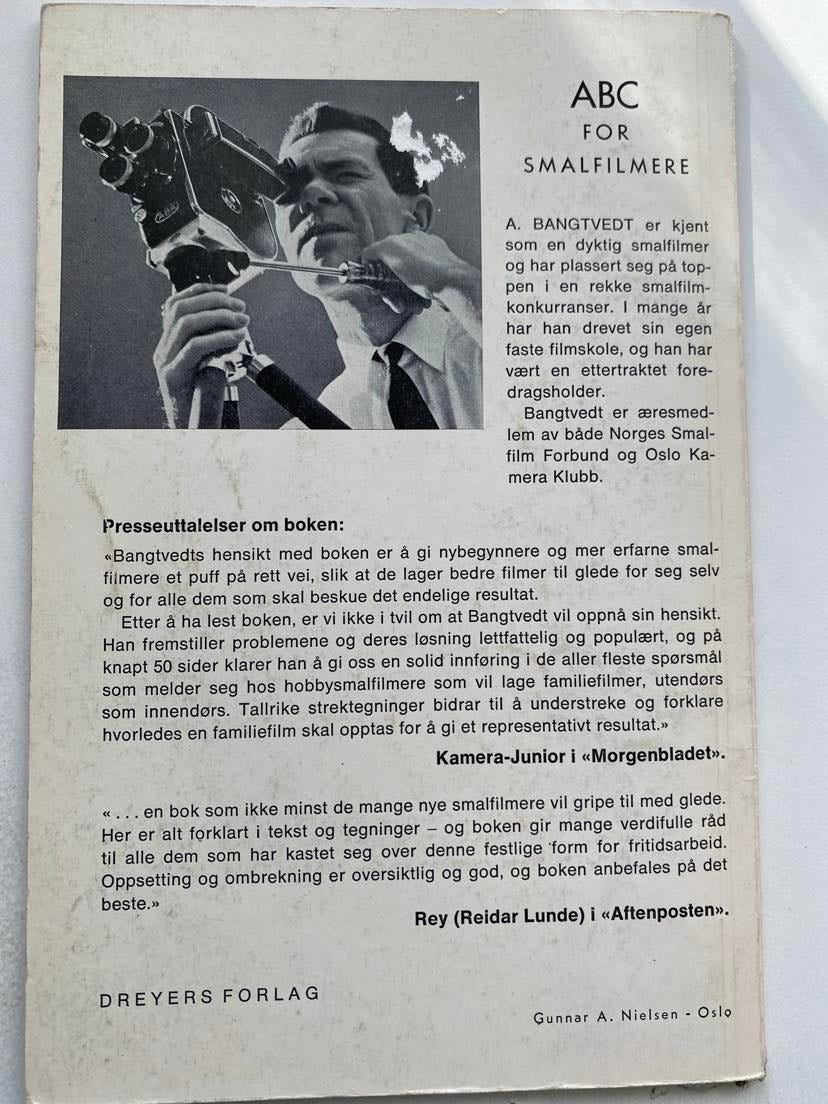 ABC
FOR
SMALFILMERE
A. BANGTVEDT er kjent
som en dyktig smalfilmer
og har plassert seg på top-
pen i en rekke smalfilm-
konkurranser. I mange år
har han drevet sin egen
faste filmskole, og han har
vært en ettertraktet fore-
dragsholder.
Bangtvedt er æresmed-
lem av både Norges Smal-
film Forbund og Oslo Ka-
mera Klubb.
Presseuttalelser om boken:
«Bangtvedts hensikt med boken er å gi nybegynnere og mer erfarne smal-
filmere et puff på rett vei, slik at de lager bedre filmer til glede for seg selv
og for alle dem som skal beskue det endelige resultat.
Etter å ha lest boken, er vi ikke i tvil om at Bangtvedt vil oppnå sin hensikt.
Han fremstiller problemene og deres løsning lettfattelig og populært, og på
knapt 50 sider klarer han å gi oss en solid innføring i de aller fleste spørsmål
som melder seg hos hobbysmalfilmere som vil lage familiefilmer, utendørs
som innendørs. Tallrike strektegninger bidrar til å understreke og forklare
hvorledes en familiefilm skal opptas for å gi et representativt resultat.»
Kamera-Junior i «Morgenbladet».
«... en bok som ikke minst de mange nye smalfilmere vil gripe til med glede.
Her er alt forklart i tekst og tegninger – og boken gir mange verdifulle råd
til alle dem som har kastet seg over denne festlige form for fritidsarbeid.
Oppsetting og ombrekning er oversiktlig og god, og boken anbefales på det
beste.»
Rey (Reidar Lunde) i «Aftenposten».
DREYERS FORLAG
Gunnar A. Nielsen - Oslo